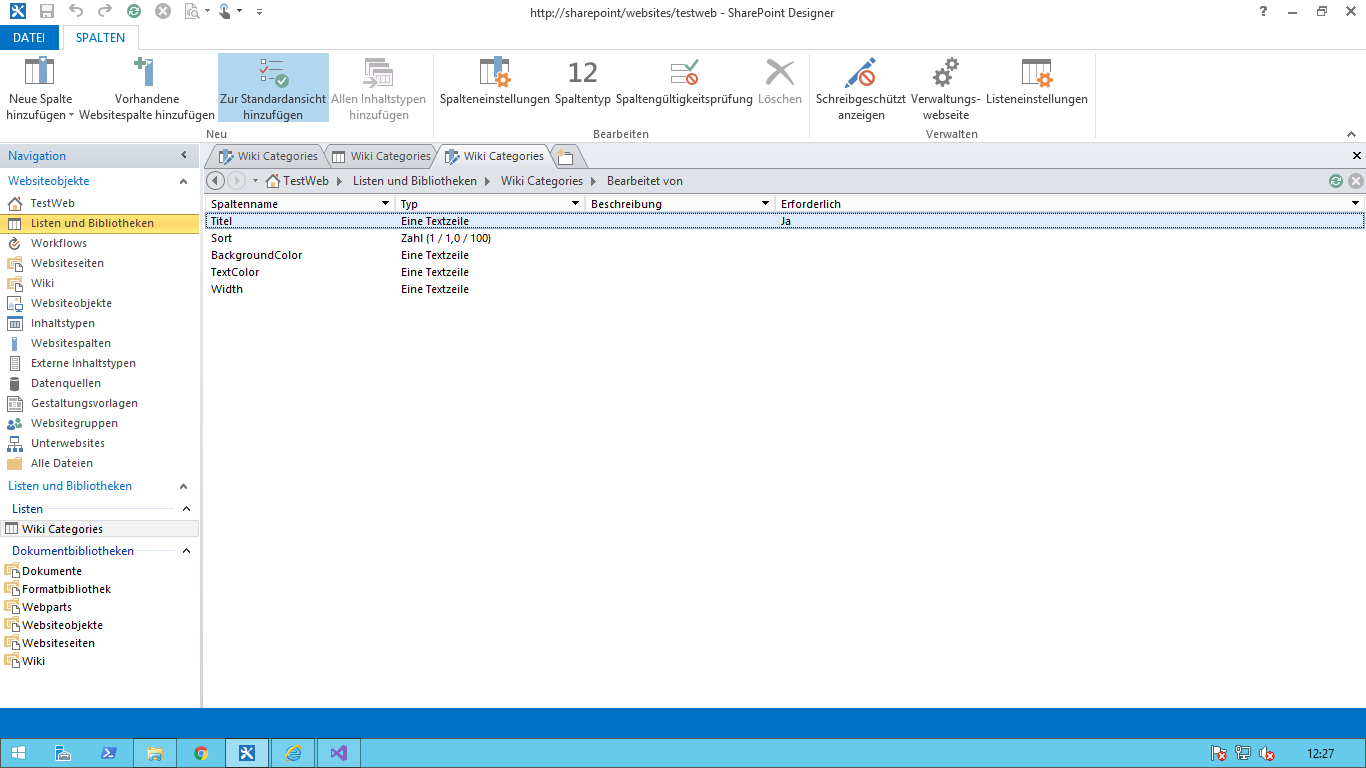 http://sharepoint/websites/testweb - SharePoint Designer
?
DATEI SPALTEN
Neue Spalte hinzufügen
Vorhandene Websitespalte hinzufügen
Zur Standardansicht hinzufügen
Allen Inhaltstypen hinzufügen
12
Spalteneinstellungen Spaltentyp Spaltengültigkeitsprüfung Löschen
Schreibgeschützt anzeigen
Verwaltungs-
webseite
Listeneinstellungen
Neu Bearbeiten Verwalten
Navigation
Wiki Categories Wiki Categories Wiki Categories
Websiteobjekte
TestWeb Listen und Bibliotheken Wiki Categories Bearbeitet von
TestWeb
Listen und Bibliotheken
Workflows
Websiteseiten
Wiki
Websiteobjekte
Inhaltstypen
Websitespalten
Externe Inhaltstypen
Datenquellen
Gestaltungsvorlagen
Websitegruppen
Unterwebsites
Alle Dateien
Listen und Bibliotheken
Listen
Wiki Categories
Dokumentbibliotheken
Dokumente
Formatbibliothek
Webparts
Websiteobjekte
Websiteseiten
Wiki
Spaltenname Typ Beschreibung Erforderlich
Titel Eine Textzeile Ja
Sort Zahl (1 / 1,0 / 100)
BackgroundColor Eine Textzeile
TextColor Eine Textzeile
Width Eine Textzeile
12:27